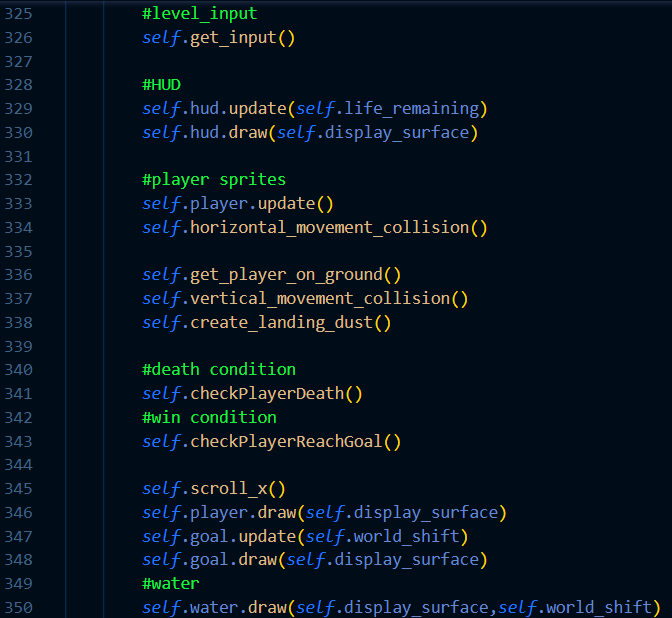 325 #level_input
326 self.get_input()
327
328 #HUD
329 self.hud.update(self.life_remaining)
330 self.hud.draw(self.display_surface)
331
332 #player sprites
333 self.player.update()
334 self.horizontal_movement_collision()
335
336 self.get_player_on_ground()
337 self.vertical_movement_collision()
338 self.create_landing_dust()
339
340 #death condition
341 self.checkPlayerDeath()
342 #win condition
343 self.checkPlayerReachGoal()
344
345 self.scroll_x()
346 self.player.draw(self.display_surface)
347 self.goal.update(self.world_shift)
348 self.goal.draw(self.display_surface)
349 #water
350 self.water.draw(self.display_surface,self.world_shift)